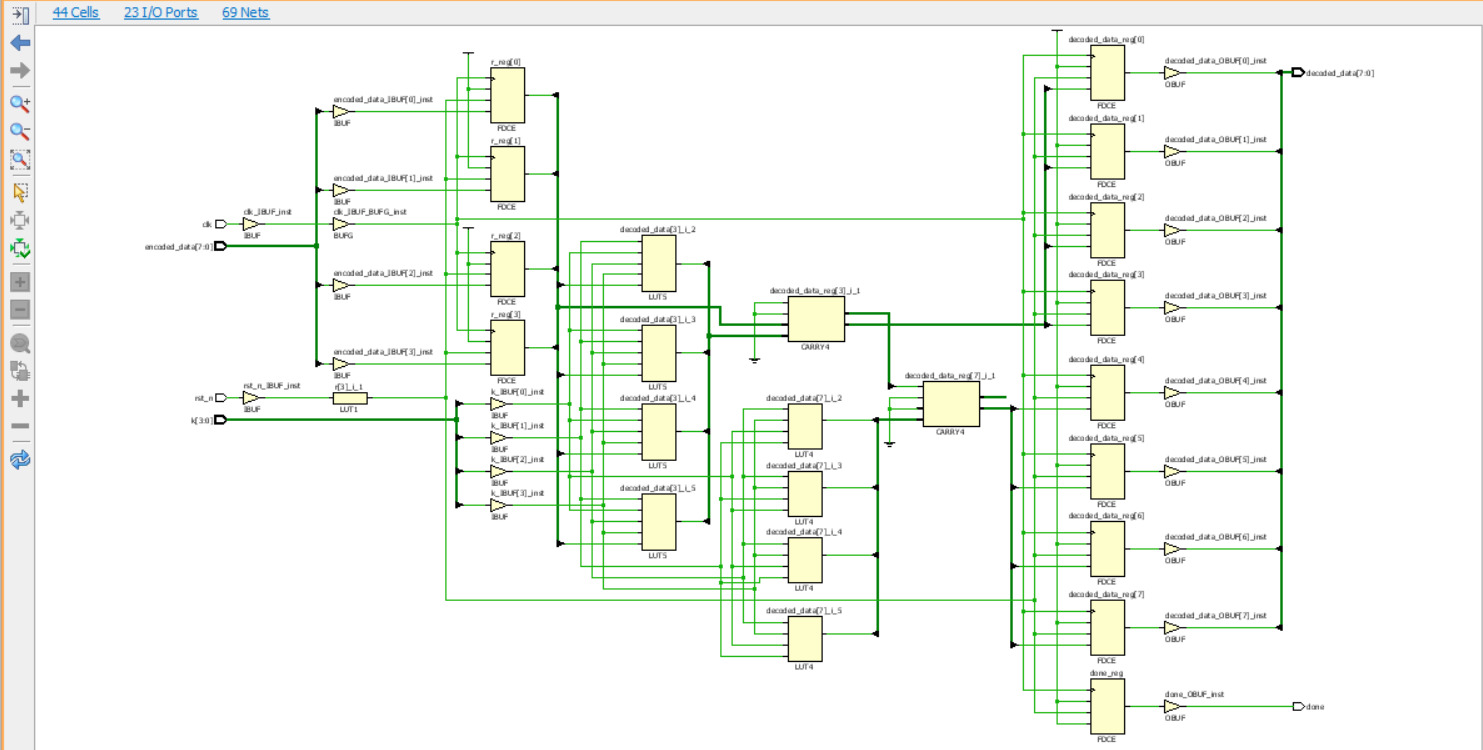 44 Cells 23 I/O Ports 69 Nets
decoded_data_reg[0]
FDCE
decoded_data_OBUF[0]_inst
OBUF
decoded_data[7:0]
r_reg[0]
FDCE
encoded_data_IBUF[0]_inst
IBUF
decoded_data_reg[1]
FDCE
decoded_data_OBUF[1]_inst
OBUF
r_reg[1]
FDCE
encoded_data_IBUF[1]_inst
IBUF
decoded_data_reg[2]
FDCE
decoded_data_OBUF[2]_inst
OBUF
clk
clk_IBUF_inst
IBUF
clk_IBUF_BUFG_inst
BUFG
encoded_data[7:0]
r_reg[2]
FDCE
decoded_data[3]_i_2
LUT5
encoded_data_IBUF[2]_inst
IBUF
decoded_data_reg[3]
FDCE
decoded_data_OBUF[3]_inst
OBUF
decoded_data_reg[3]_i_1
CARRY4
r_reg[3]
FDCE
decoded_data[3]_i_3
LUT5
encoded_data_IBUF[3]_inst
IBUF
decoded_data_reg[4]
FDCE
decoded_data_OBUF[4]_inst
OBUF
decoded_data_reg[7]_i_1
CARRY4
rst_n
rst_n_IBUF_inst
IBUF
r[3]_i_1
LUT1
k[3:0]
k_IBUF[0]_inst
IBUF
k_IBUF[1]_inst
IBUF
k_IBUF[2]_inst
IBUF
k_IBUF[3]_inst
IBUF
decoded_data[3]_i_4
LUT5
decoded_data[7]_i_2
LUT4
decoded_data_reg[5]
FDCE
decoded_data_OBUF[5]_inst
OBUF
decoded_data[7]_i_3
LUT4
decoded_data[3]_i_5
LUT5
decoded_data_reg[6]
FDCE
decoded_data_OBUF[6]_inst
OBUF
decoded_data[7]_i_4
LUT4
decoded_data_reg[7]
FDCE
decoded_data_OBUF[7]_inst
OBUF
decoded_data[7]_i_5
LUT4
done_reg
FDCE
done_OBUF_inst
OBUF
done